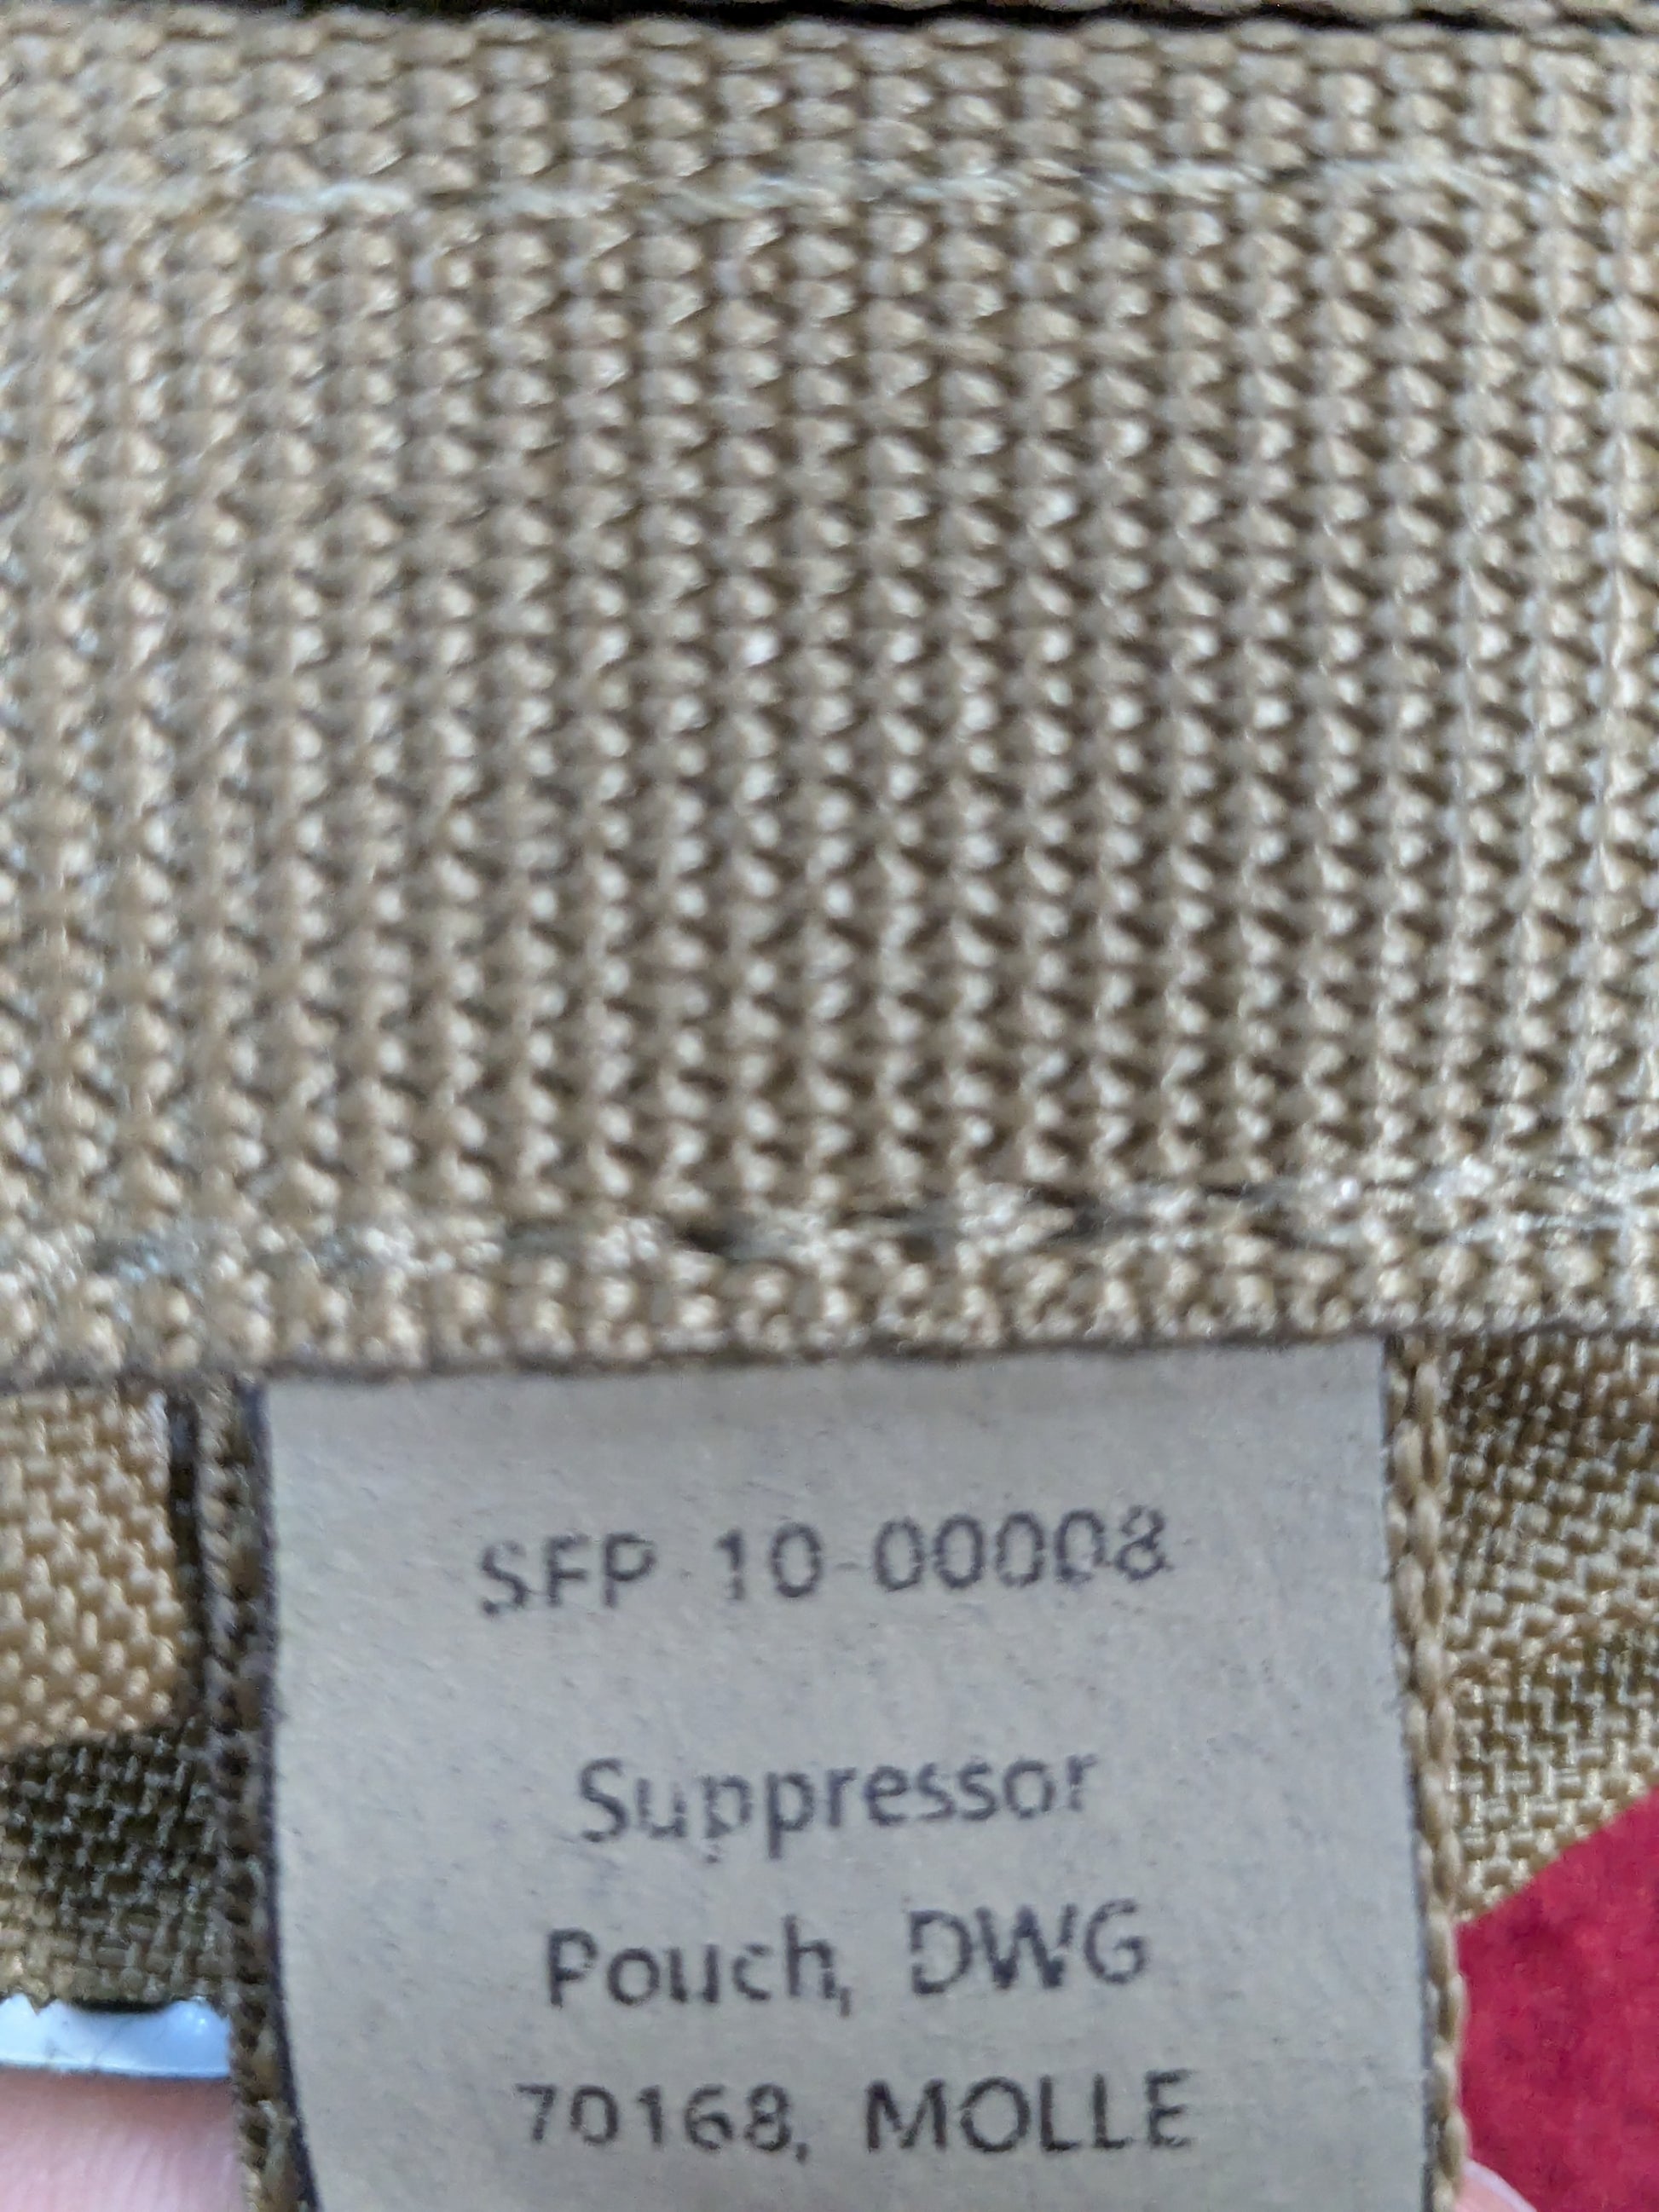 SFP 10-00008
Suppressor
Pouch, DWG
70168, MOLLE